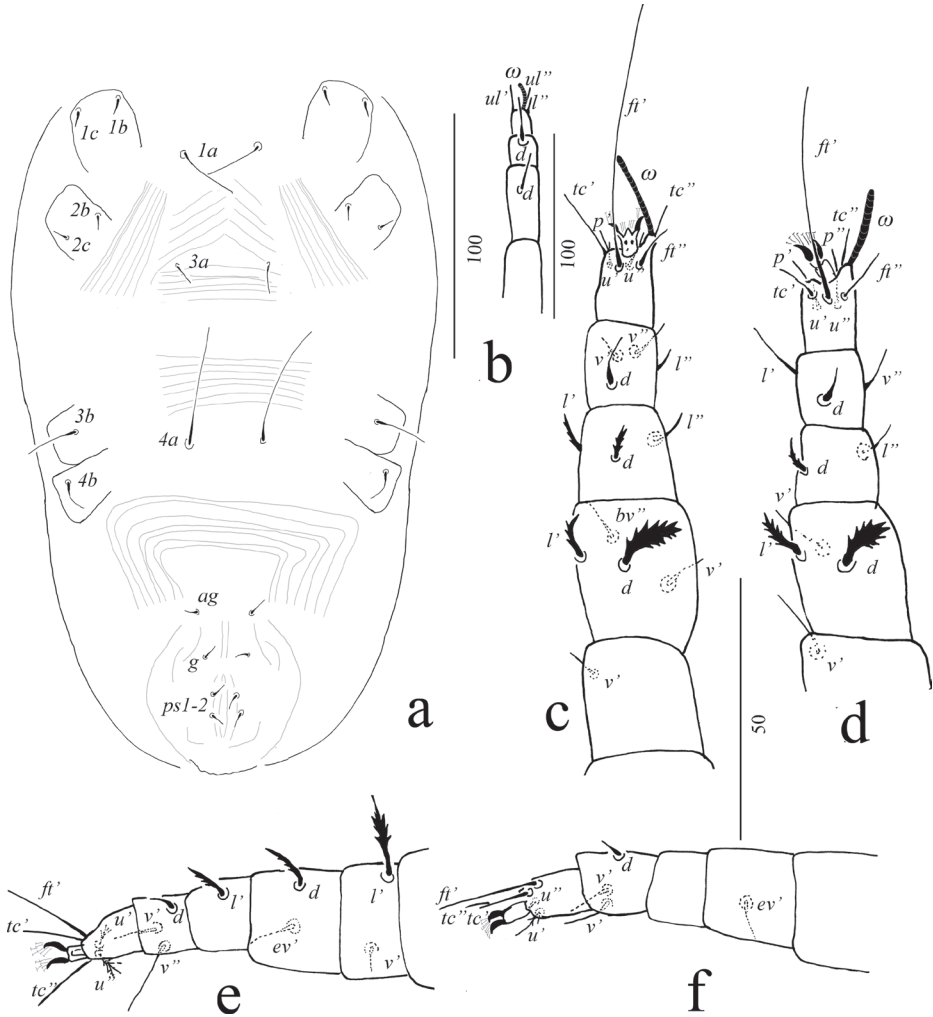 1c
1b
1a
2b
2c
3a
3b
4a
4b
ag
g
ps1-2
a
100
ω
ul'
ul''
l''
d
d
100
b
ft'
ω
tc'
tc''
p''
ft''
u'
u''
v'
v''
d
l''
l'
l''
d
l'
bv''
d
v'
v'
c
50
ft'
ω
tc''
p''
p'
tc'
ft''
u'
u''
l'
v''
d
l''
d
v'
l'
d
v'
d
ft'
tc'
u'
v'
d
l'
d
l'
ev'
v'
v''
u''
tc''
e
ft'
tc''
tc'
u''
u'
v'
v'
d
ev'
f